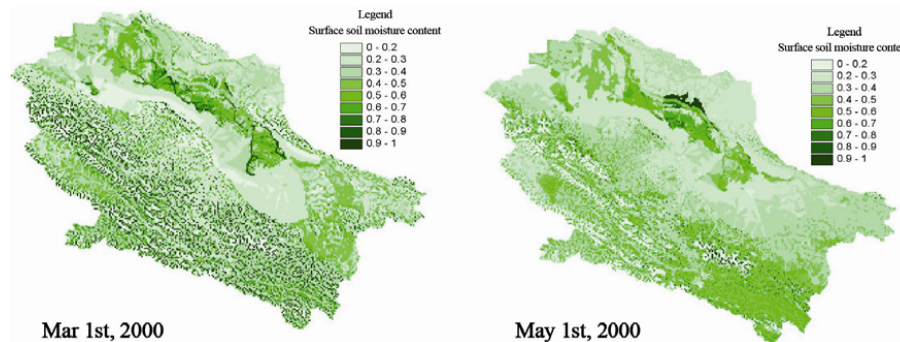 Legend
Surface soil moisture content
0 - 0.2
0.2 - 0.3
0.3 - 0.4
0.4 - 0.5
0.5 - 0.6
0.6 - 0.7
0.7 - 0.8
0.8 - 0.9
0.9 - 1
Mar 1st, 2000
Legend
Surface soil moisture conte
0 - 0.2
0.2 - 0.3
0.3 - 0.4
0.4 - 0.5
0.5 - 0.6
0.6 - 0.7
0.7 - 0.8
0.8 - 0.9
0.9 - 1
May 1st, 2000